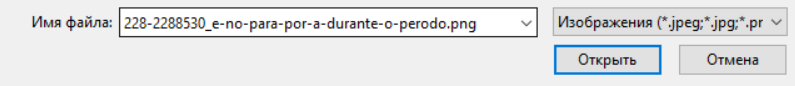 Имя файла: 228-2288530_e-no-para-por-a-durante-o-perodo.png Изображения (*.jpeg;*.jpg;*.pr
Открыть Отмена